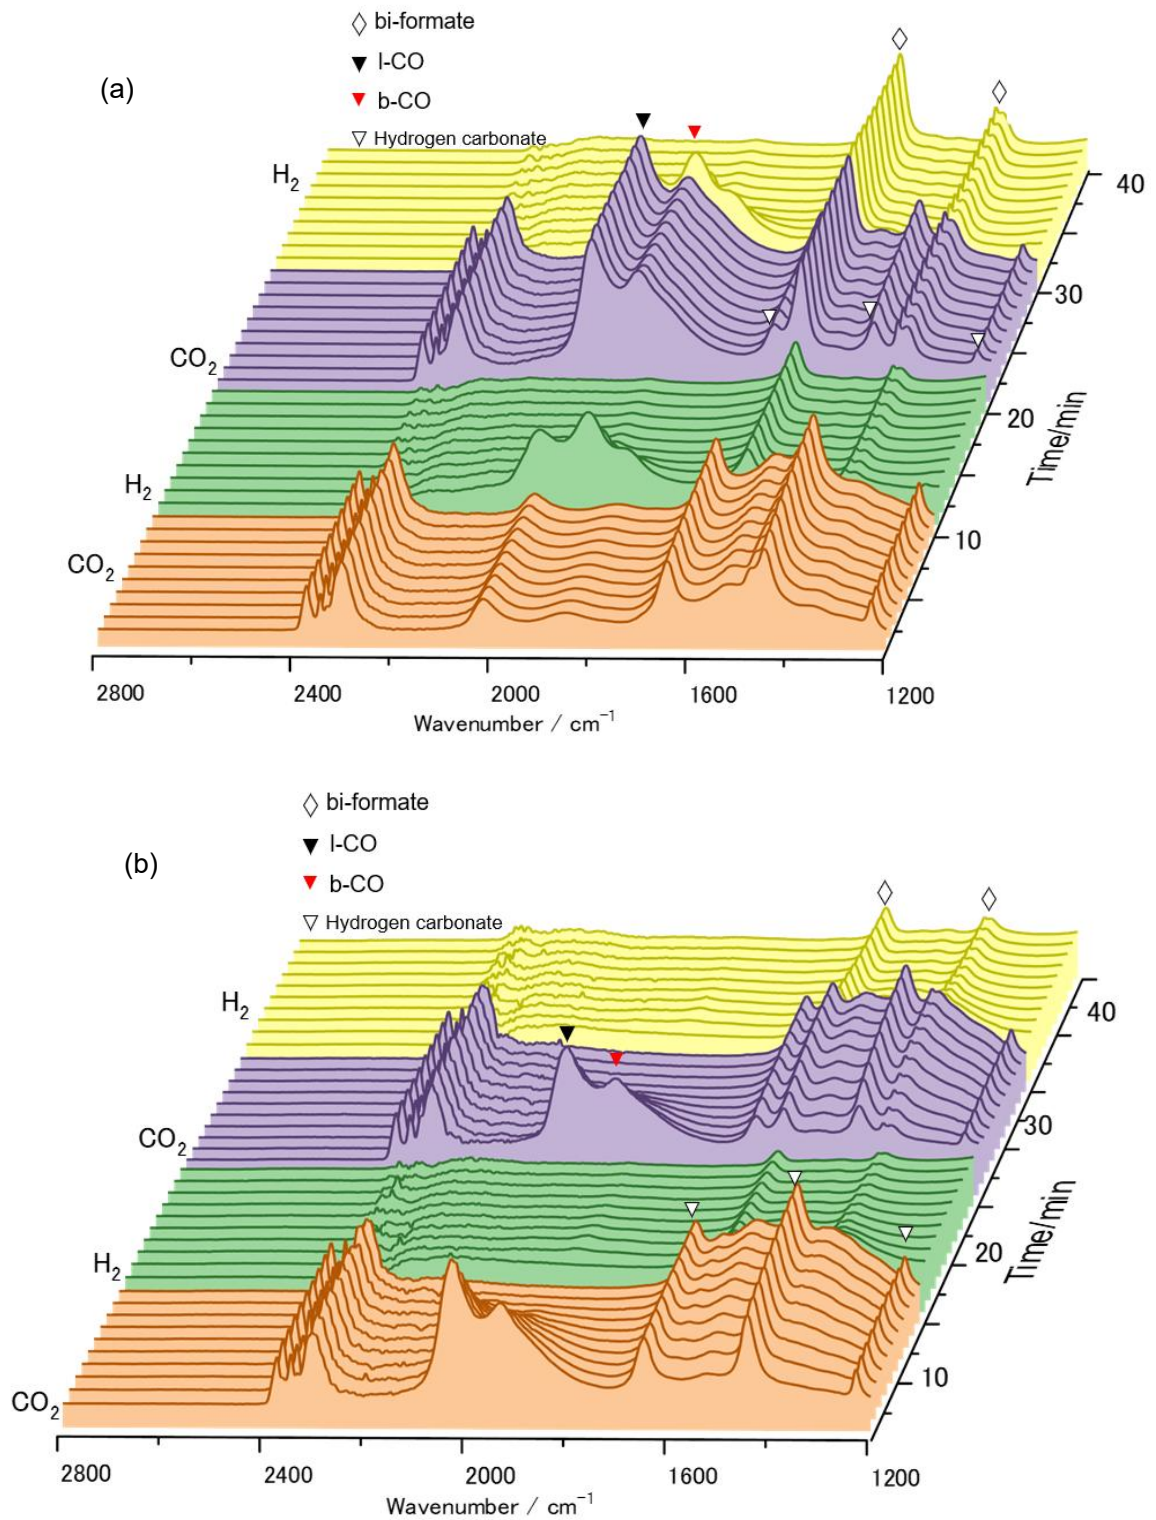 (a)
◇ bi-formate
▼ l-CO
▼ b-CO
▽ Hydrogen carbonate
H₂
CO₂
H₂
CO₂
40
30
20
10
Time/min
2800 2400 2000 1600 1200
Wavenumber / cm⁻¹
(b)
◇ bi-formate
▼ l-CO
▼ b-CO
▽ Hydrogen carbonate
H₂
CO₂
H₂
CO₂
40
30
20
10
Time/min
2800 2400 2000 1600 1200
Wavenumber / cm⁻¹